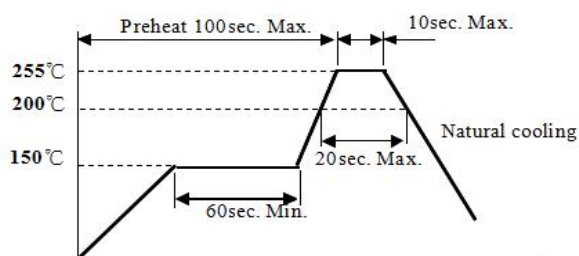 Preheat 100sec. Max.
10sec. Max.
255℃
200℃
Natural cooling
20sec. Max.
150℃
60sec. Min.